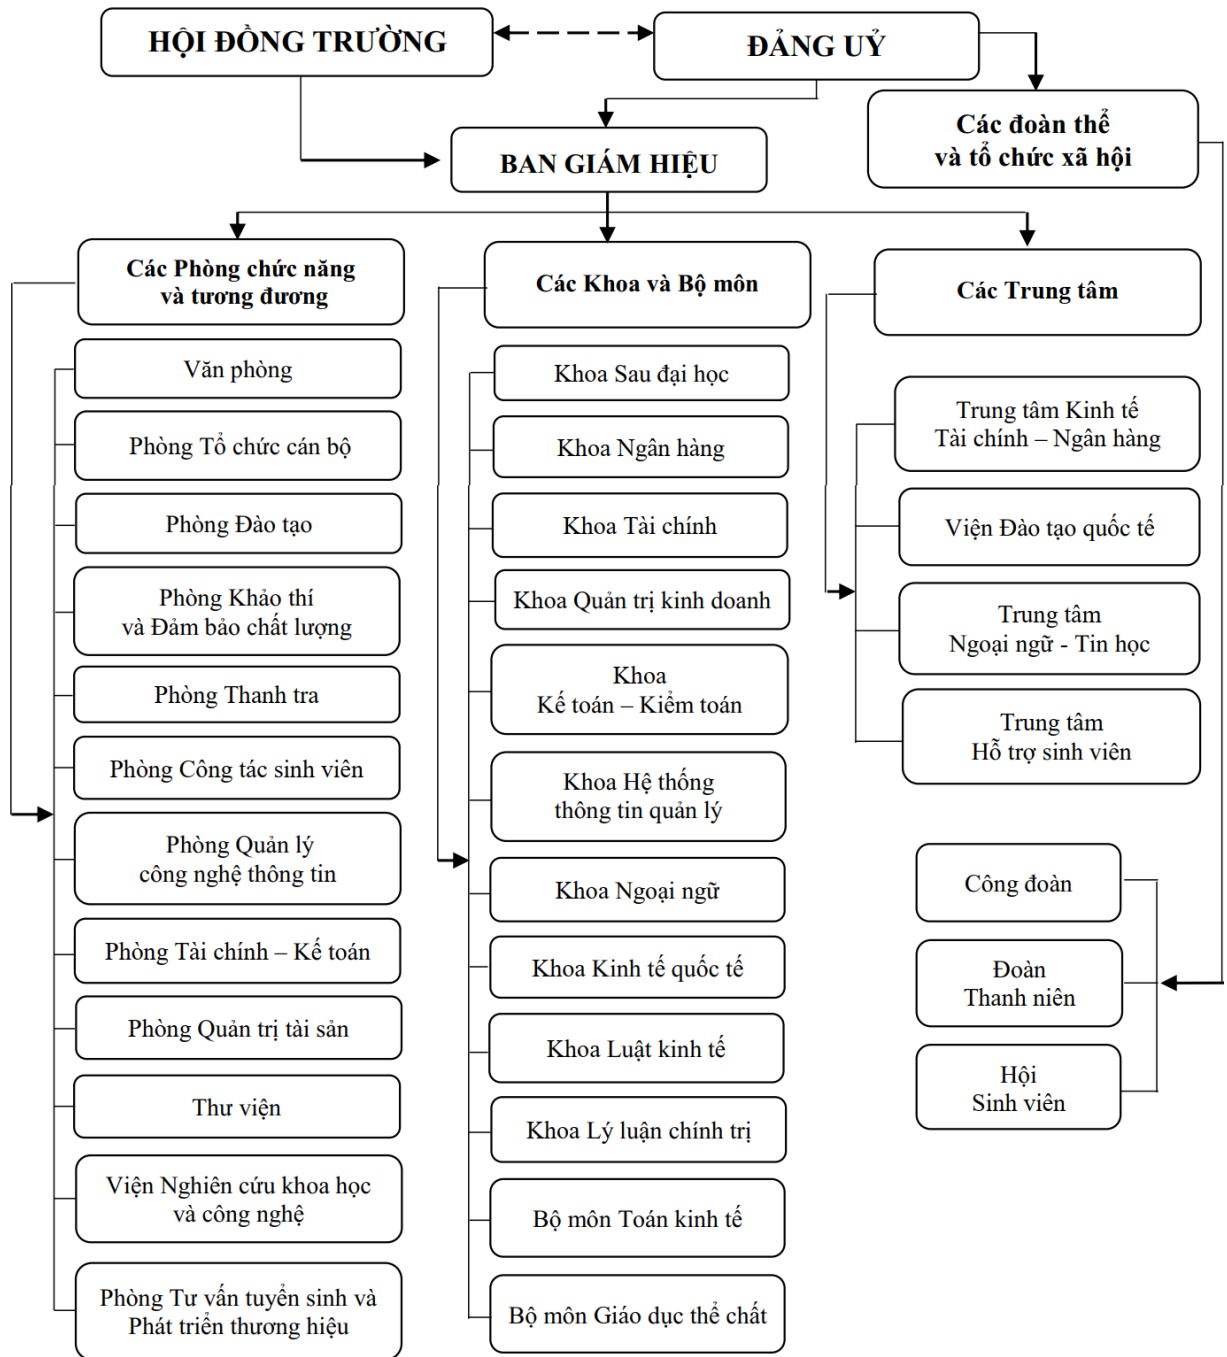 HỘI ĐỒNG TRƯỜNG
ĐẢNG UỶ
Các đoàn thể
và tổ chức xã hội
BAN GIÁM HIỆU
Các Phòng chức năng
và tương đương
Văn phòng
Phòng Tổ chức cán bộ
Phòng Đào tạo
Phòng Khảo thí
và Đảm bảo chất lượng
Phòng Thanh tra
Phòng Công tác sinh viên
Phòng Quản lý
công nghệ thông tin
Phòng Tài chính – Kế toán
Phòng Quản trị tài sản
Thư viện
Viện Nghiên cứu khoa học
và công nghệ
Phòng Tư vấn tuyển sinh và
Phát triển thương hiệu
Các Khoa và Bộ môn
Khoa Sau đại học
Khoa Ngân hàng
Khoa Tài chính
Khoa Quản trị kinh doanh
Khoa
Kế toán – Kiểm toán
Khoa Hệ thống
thông tin quản lý
Khoa Ngoại ngữ
Khoa Kinh tế quốc tế
Khoa Luật kinh tế
Khoa Lý luận chính trị
Bộ môn Toán kinh tế
Bộ môn Giáo dục thể chất
Các Trung tâm
Trung tâm Kinh tế
Tài chính – Ngân hàng
Viện Đào tạo quốc tế
Trung tâm
Ngoại ngữ - Tin học
Trung tâm
Hỗ trợ sinh viên
Công đoàn
Đoàn
Thanh niên
Hội
Sinh viên